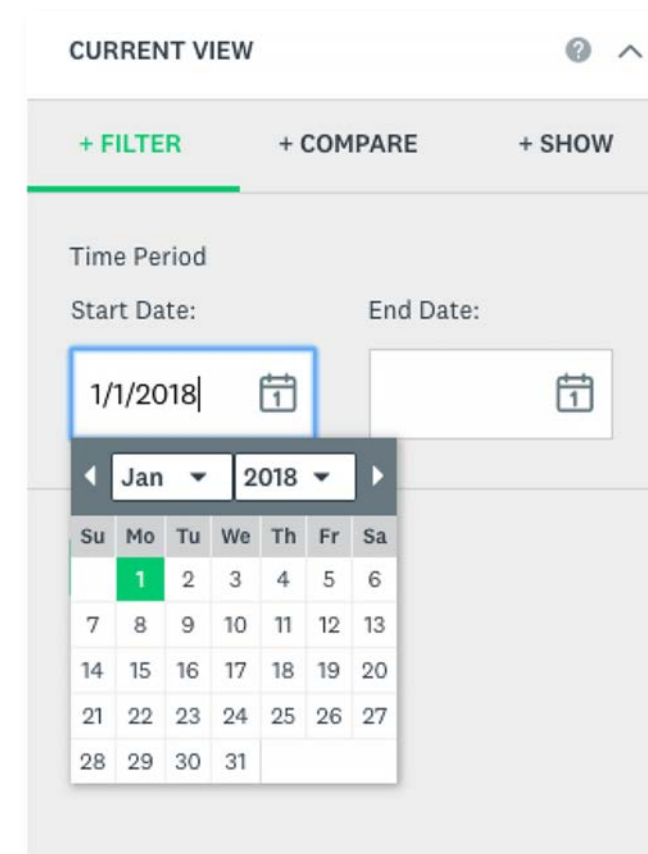 CURRENT VIEW ?
+ FILTER + COMPARE + SHOW
Time Period
Start Date: End Date:
1/1/2018 1 1
Jan 2018
Su Mo Tu We Th Fr Sa
1 2 3 4 5 6
7 8 9 10 11 12 13
14 15 16 17 18 19 20
21 22 23 24 25 26 27
28 29 30 31